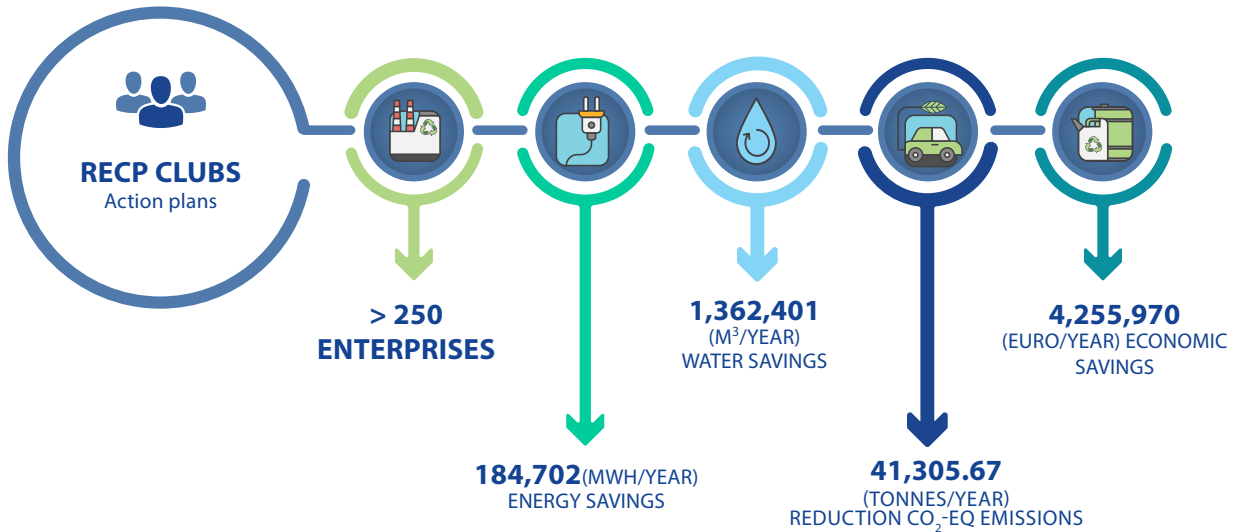 RECP CLUBS
Action plans
> 250
ENTERPRISES
184,702 (MWH/YEAR)
ENERGY SAVINGS
1,362,401
(M³/YEAR)
WATER SAVINGS
41,305.67
(TONNES/YEAR)
REDUCTION CO₂-EQ EMISSIONS
4,255,970
(EURO/YEAR) ECONOMIC
SAVINGS